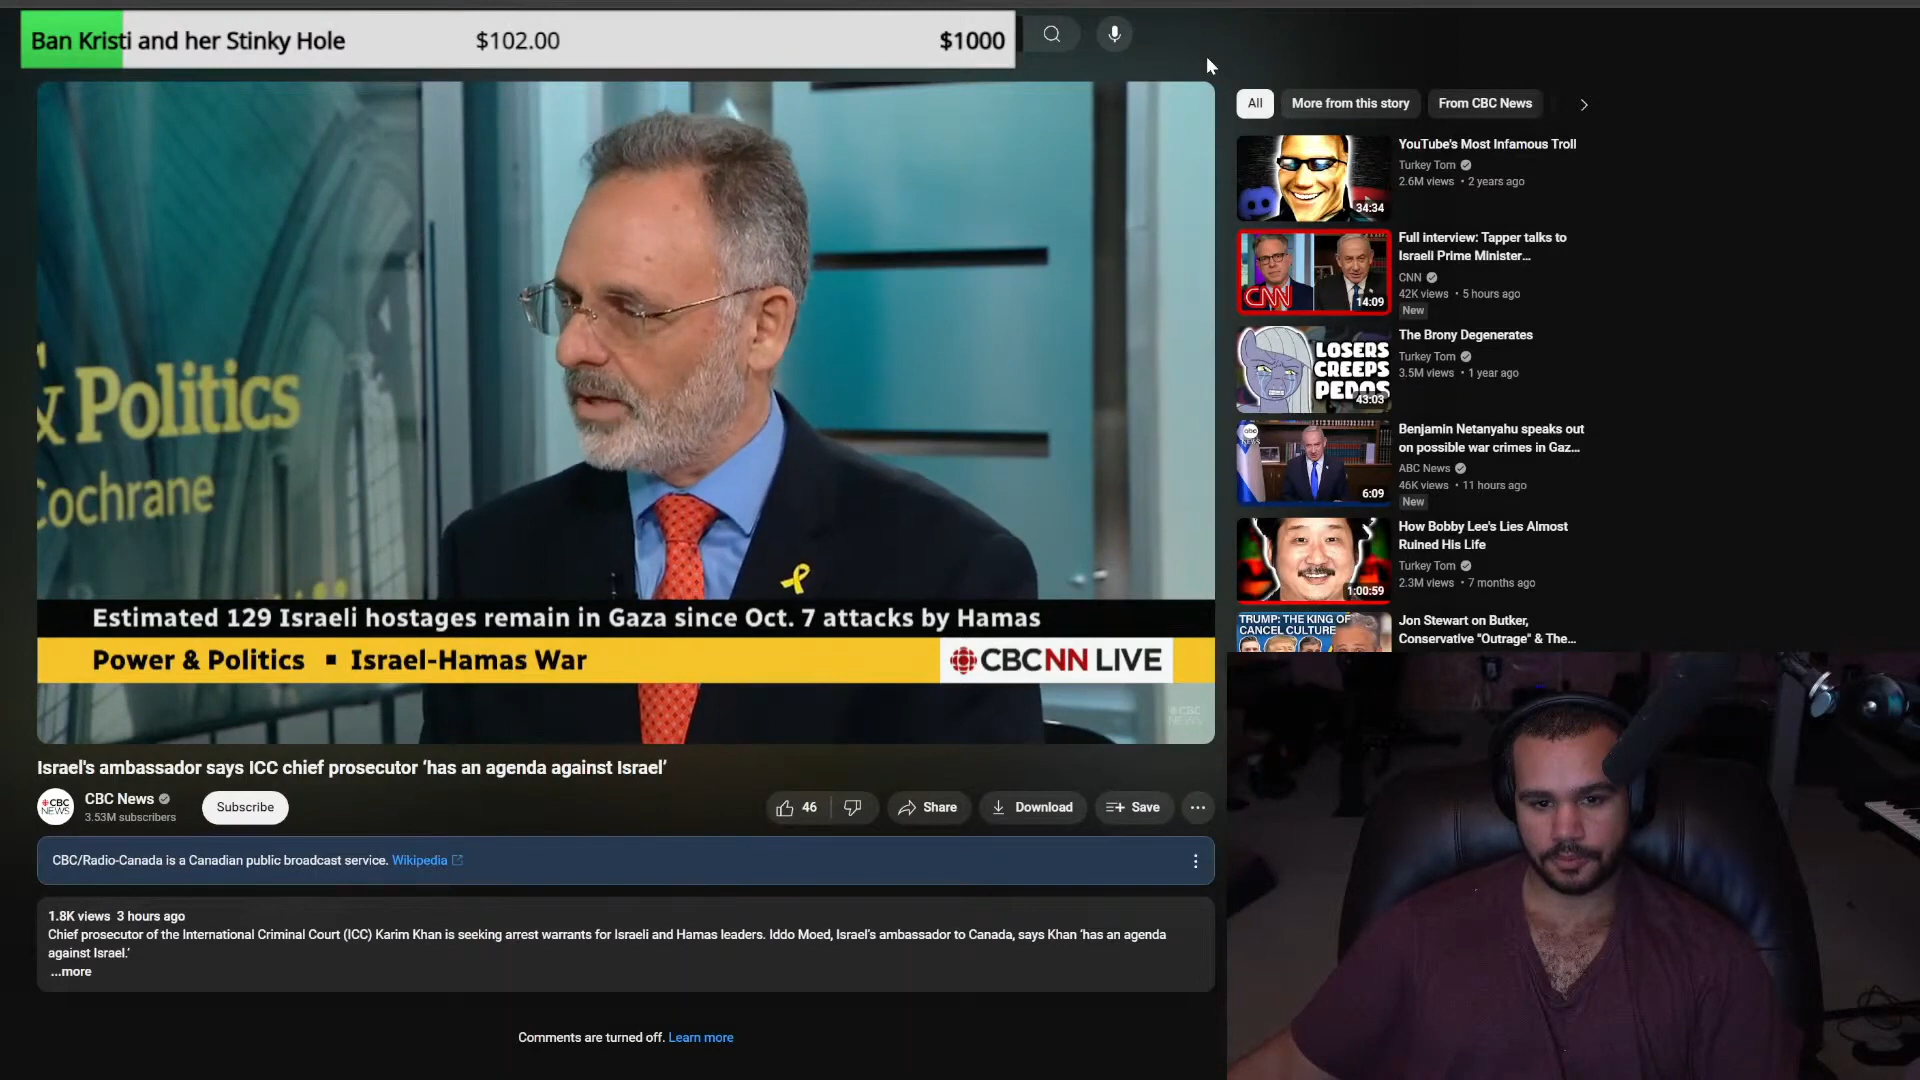 Ban Kristi and her Stinky Hole $102.00 $1000
& Politics
Cochrane
Estimated 129 Israeli hostages remain in Gaza since Oct. 7 attacks by Hamas
Power & Politics ▪ Israel-Hamas War
CBCNN LIVE
CBC
NEWS
Israel's ambassador says ICC chief prosecutor ‘has an agenda against Israel’
CBC
NEWS
CBC News
3.53M subscribers
Subscribe
46
Share
Download
Save
CBC/Radio-Canada is a Canadian public broadcast service. Wikipedia
1.8K views 3 hours ago
Chief prosecutor of the International Criminal Court (ICC) Karim Khan is seeking arrest warrants for Israeli and Hamas leaders. Iddo Moed, Israel's ambassador to Canada, says Khan ‘has an agenda
against Israel.’
...more
Comments are turned off. Learn more
All More from this story From CBC News
34:34
YouTube's Most Infamous Troll
Turkey Tom
2.6M views • 2 years ago
CNN
14:09
Full interview: Tapper talks to
Israeli Prime Minister...
CNN
42K views • 5 hours ago
New
LOSERS
CREEPS
PEDOS
43:03
The Brony Degenerates
Turkey Tom
3.5M views • 1 year ago
abc
NEWS
6:09
Benjamin Netanyahu speaks out
on possible war crimes in Gaz...
ABC News
46K views • 11 hours ago
New
1:00:59
How Bobby Lee's Lies Almost
Ruined His Life
Turkey Tom
2.3M views • 7 months ago
TRUMP: THE KING OF
CANCEL CULTURE
Jon Stewart on Butker,
Conservative "Outrage" & The...